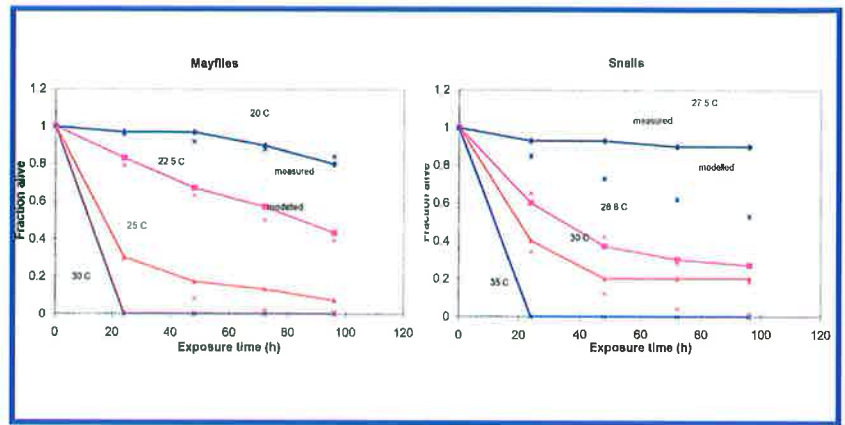 Mayflies
1.2
1
0.8
0.6
0.4
0.2
0
Fraction alive
20 C
22 5 C
measured
modelled
25 C
30 C
0 20 40 60 80 100 120
Exposure time (h)
Snails
1.2
1
0.8
0.6
0.4
0.2
0
alive
27 5 C
measured
modelled
28 8 C
30 C
35 C
0 20 40 60 80 100 120
Exposure time (h)